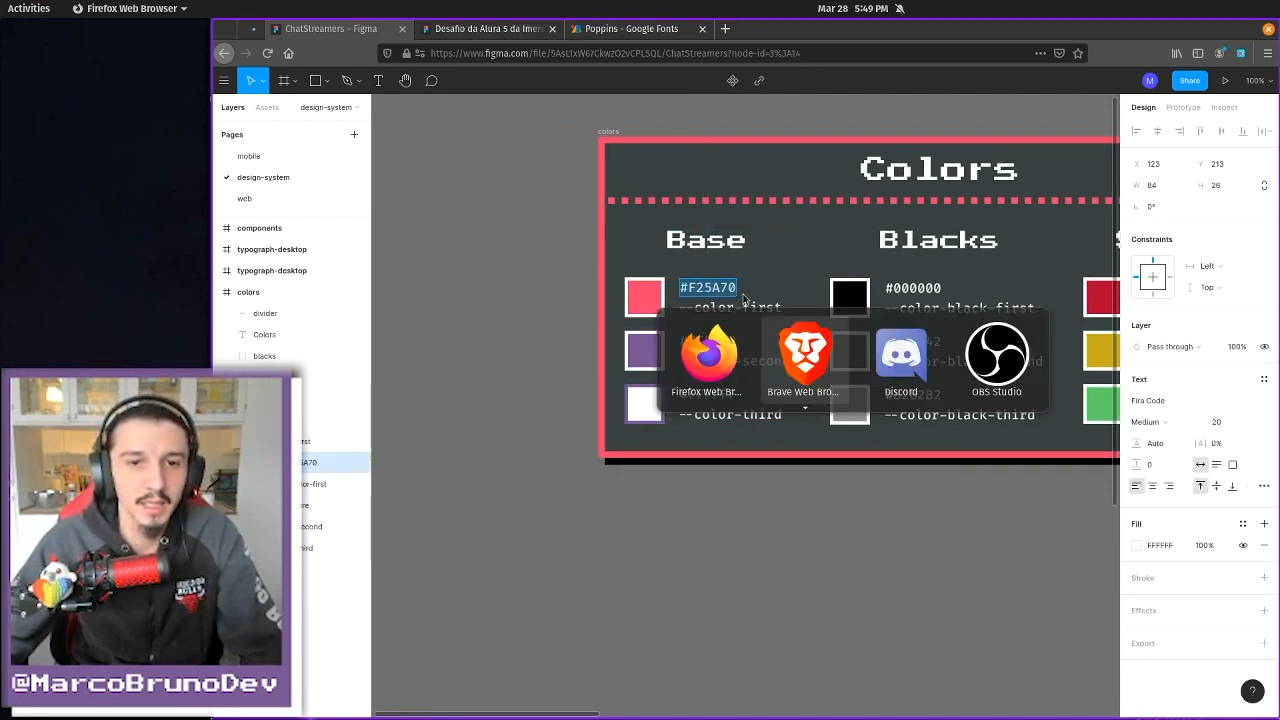 Activities
Firefox Web Browser
Mar 28 5:49 PM
ChatStreamers – Figma
Desafio da Alura 5 da Imer
Poppins - Google Fonts
https://www.figma.com/file/5AsL1xW67CkwzO2vCPLSQL/ChatStreamers?node-id=3%3A14
M
Share
100%
Layers
Assets
design-system
Design
Prototype
Inspect
Pages
mobile
design-system
web
components
typograph-desktop
typograph-desktop
colors
divider
Colors
blacks
colors
Colors
Base
Blacks
#F25A70
--color-first
#000000
--color-black-first
--color-third
--color-black-third
Firefox Web Br...
Brave Web Bro...
Discord
OBS Studio
X 123
Y 213
W 84
H 26
0°
Constraints
Left
Top
Layer
Pass through
100%
Text
Fira Code
Medium
20
Auto
0%
0
Fill
FFFFFF
100%
Stroke
Effects
Export
?
@MarcoBrunoDev